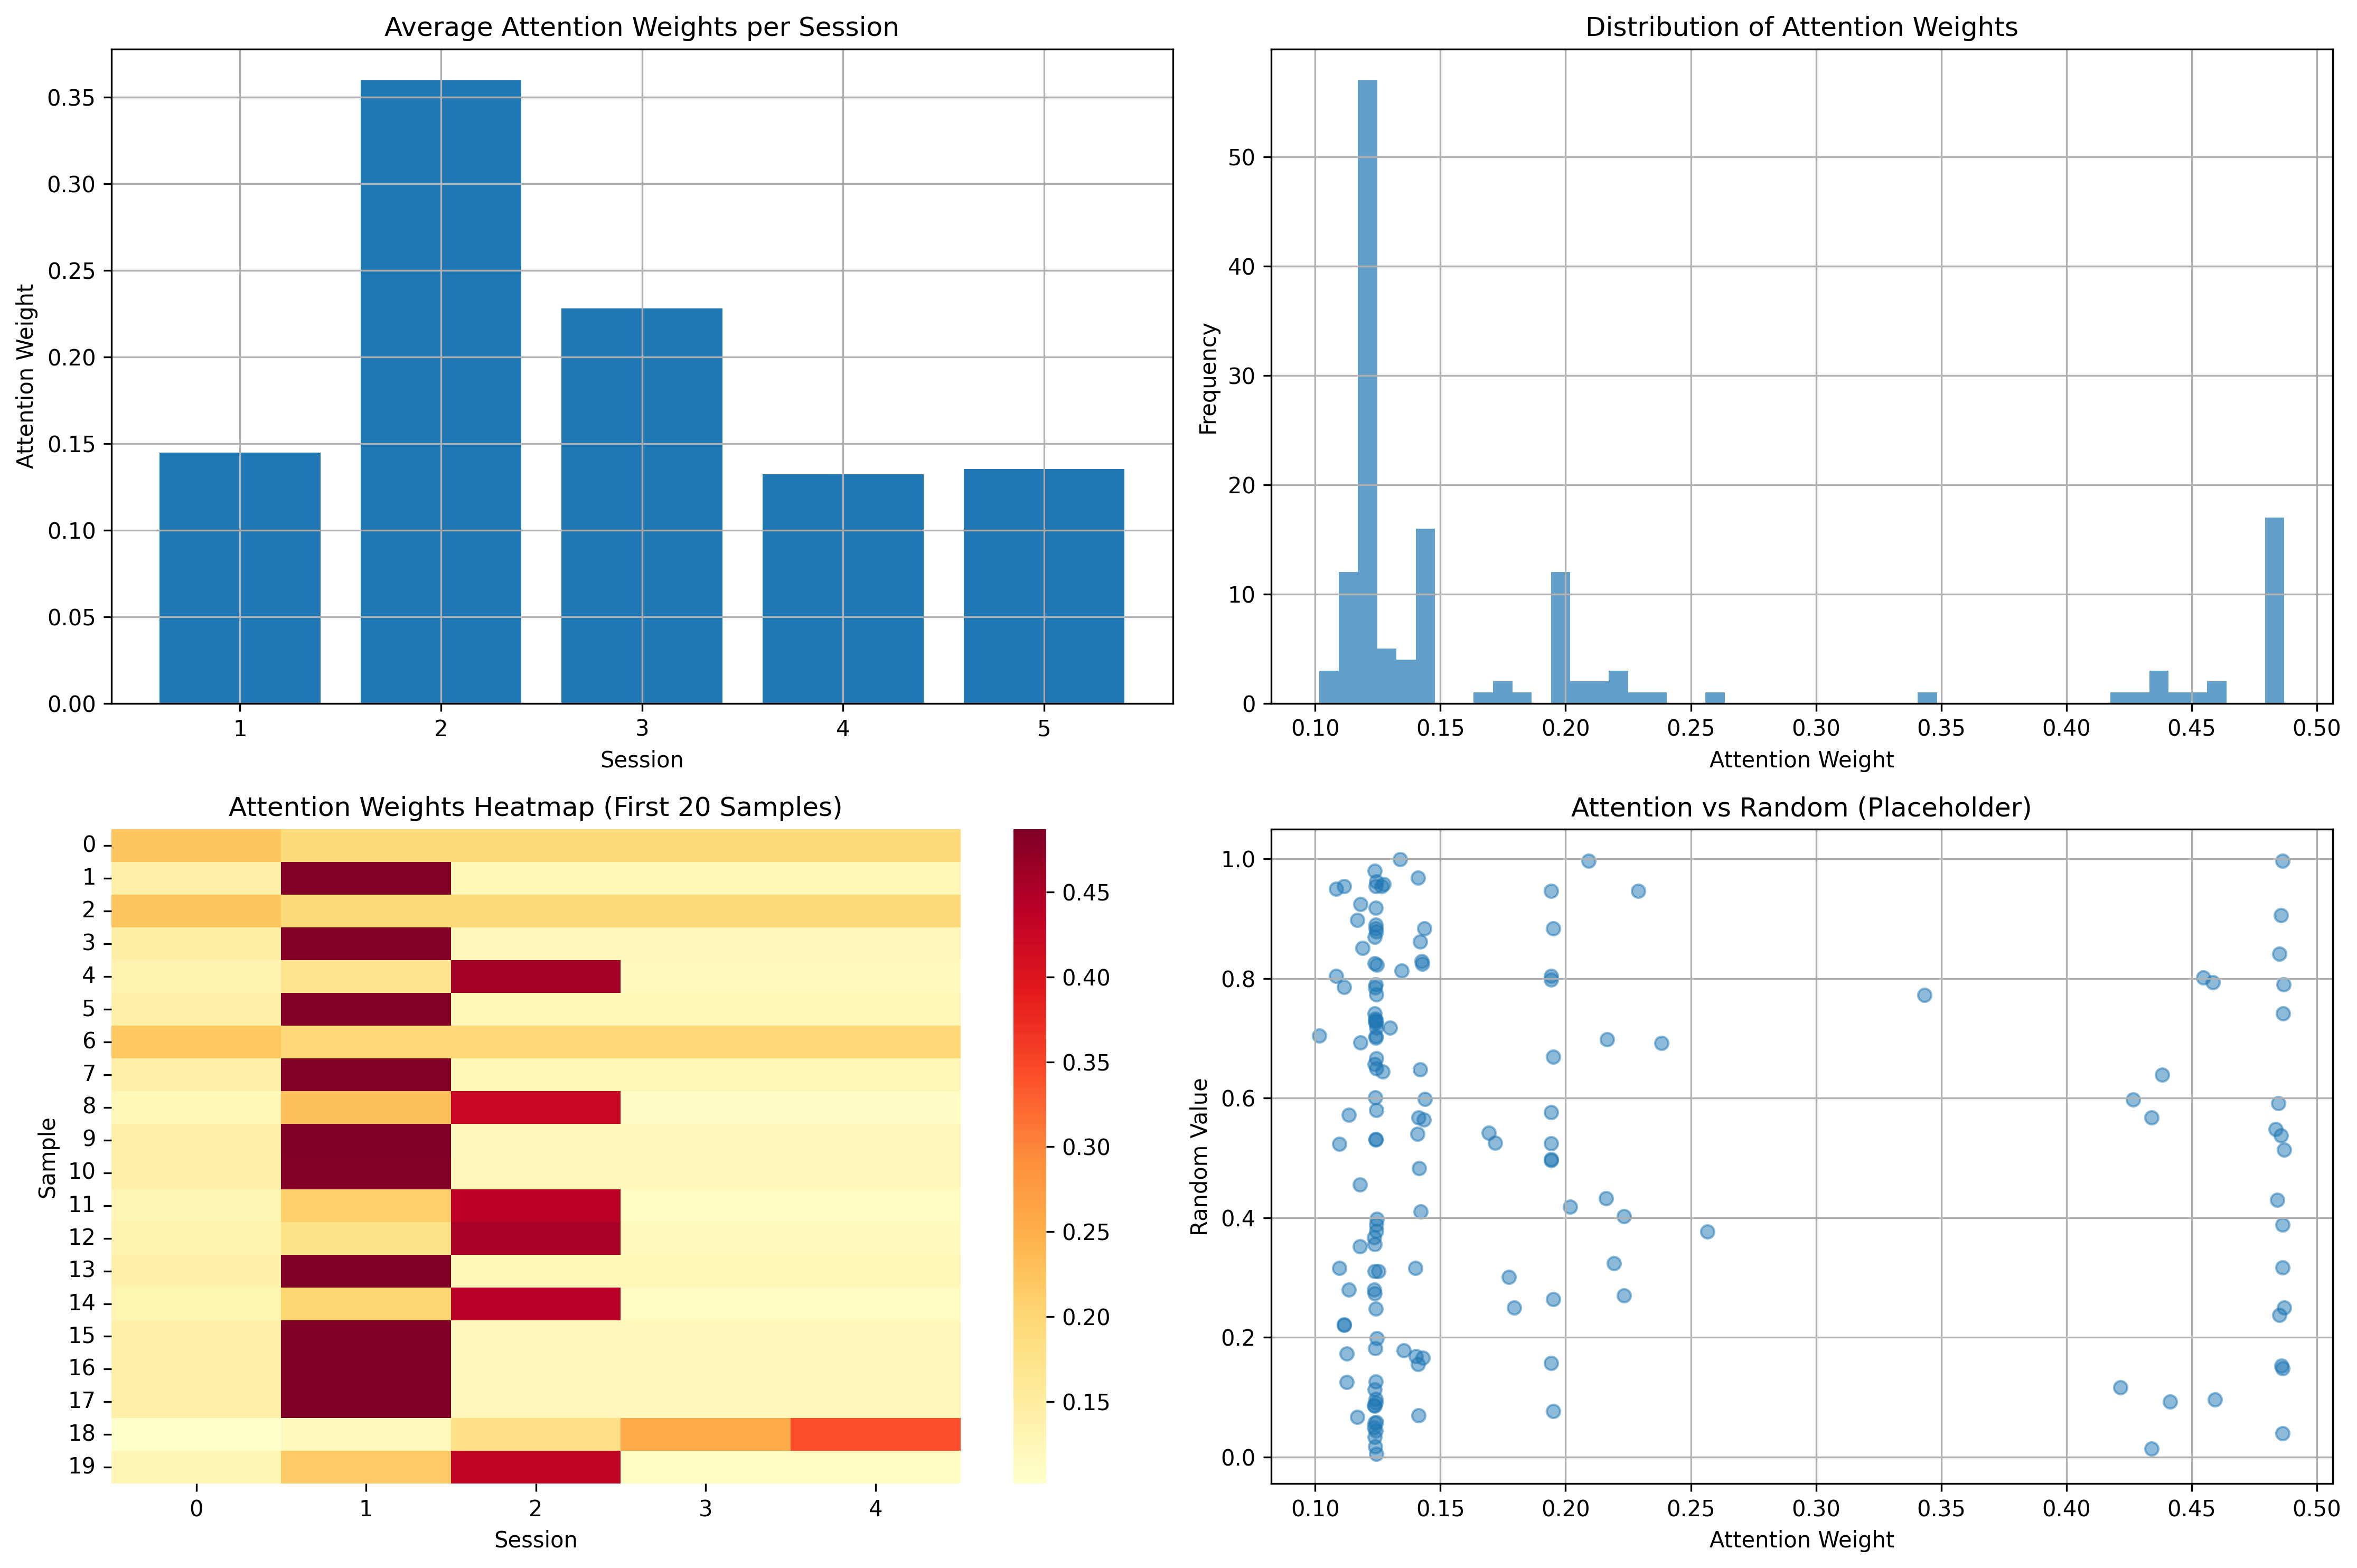 Average Attention Weights per Session
Attention Weight
0.35
0.30
0.25
0.20
0.15
0.10
0.05
0.00
1 2 3 4 5
Session
Distribution of Attention Weights
Frequency
50
40
30
20
10
0
0.10 0.15 0.20 0.25 0.30 0.35 0.40 0.45 0.50
Attention Weight
Attention Weights Heatmap (First 20 Samples)
Sample
0
1
2
3
4
5
6
7
8
9
10
11
12
13
14
15
16
17
18
19
0 1 2 3 4
Session
0.45
0.40
0.35
0.30
0.25
0.20
0.15
Attention vs Random (Placeholder)
Random Value
1.0
0.8
0.6
0.4
0.2
0.0
0.10 0.15 0.20 0.25 0.30 0.35 0.40 0.45 0.50
Attention Weight